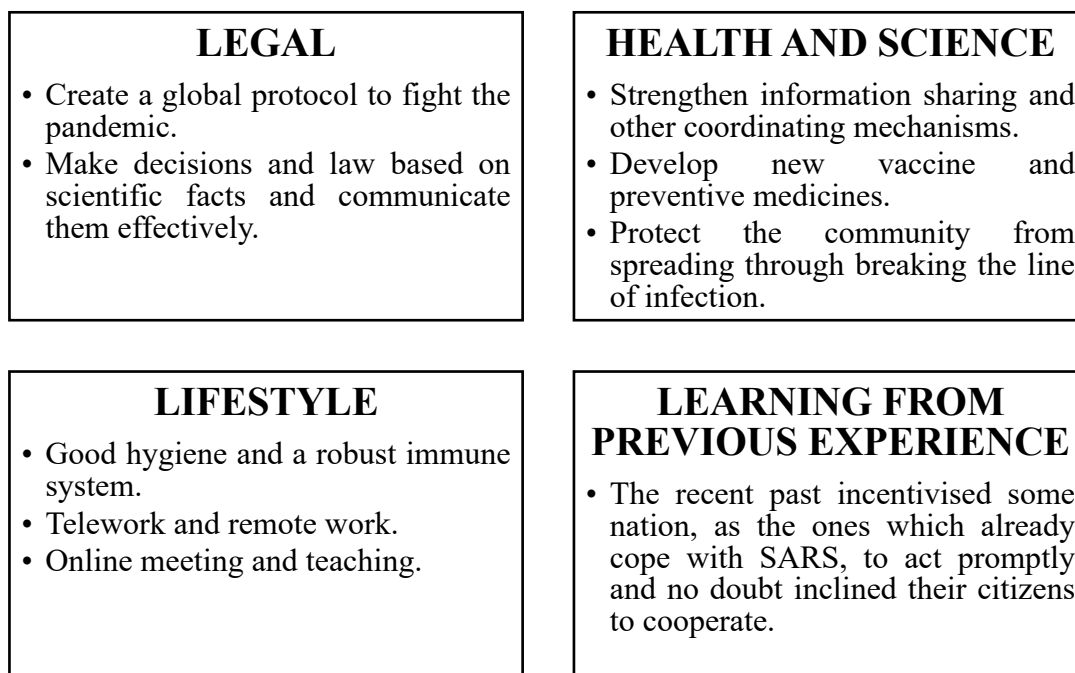 LEGAL
• Create a global protocol to fight the
pandemic.
• Make decisions and law based on
scientific facts and communicate
them effectively.
HEALTH AND SCIENCE
• Strengthen information sharing and
other coordinating mechanisms.
• Develop new vaccine and
preventive medicines.
• Protect the community from
spreading through breaking the line
of infection.
LIFESTYLE
• Good hygiene and a robust immune
system.
• Telework and remote work.
• Online meeting and teaching.
LEARNING FROM
PREVIOUS EXPERIENCE
• The recent past incentivised some
nation, as the ones which already
cope with SARS, to act promptly
and no doubt inclined their citizens
to cooperate.